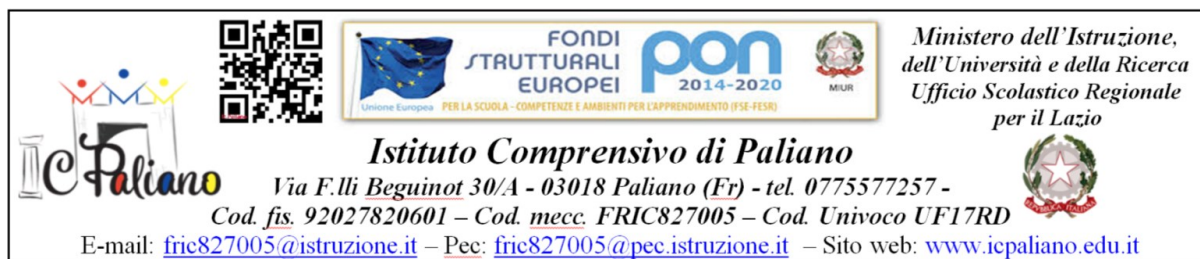 FONDI
STRUTTURALI
EUROPEI
pon
2014-2020
MIUR
Unione Europea
PER LA SCUOLA - COMPETENZE E AMBIENTI PER L'APPRENDIMENTO (FSE-FESR)
Ministero dell'Istruzione,
dell'Università e della Ricerca
Ufficio Scolastico Regionale
per il Lazio
IC Paliano
Istituto Comprensivo di Paliano
Via F.lli Beguinot 30/A - 03018 Paliano (Fr) - tel. 0775577257 -
Cod. fis. 92027820601 – Cod. mecc. FRIC827005 – Cod. Univoco UF17RD
REPVBBLICA ITALIANA
E-mail: fric827005@istruzione.it – Pec: fric827005@pec.istruzione.it – Sito web: www.icpaliano.edu.it